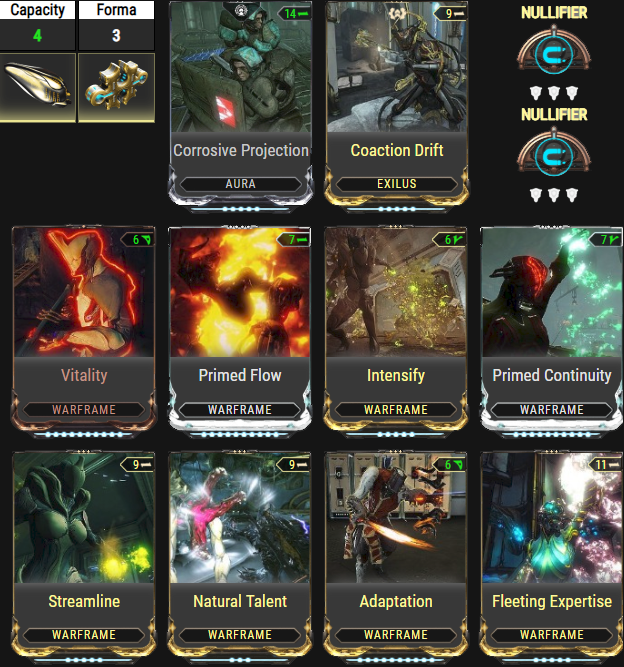 Capacity
Forma
4
3
14
9
NULLIFIER
NULLIFIER
Corrosive Projection
Coaction Drift
AURA
EXILUS
6
7
6
7
Vitality
Primed Flow
Intensify
Primed Continuity
WARFRAME
WARFRAME
WARFRAME
WARFRAME
9
9
6
11
Streamline
Natural Talent
Adaptation
Fleeting Expertise
WARFRAME
WARFRAME
WARFRAME
WARFRAME